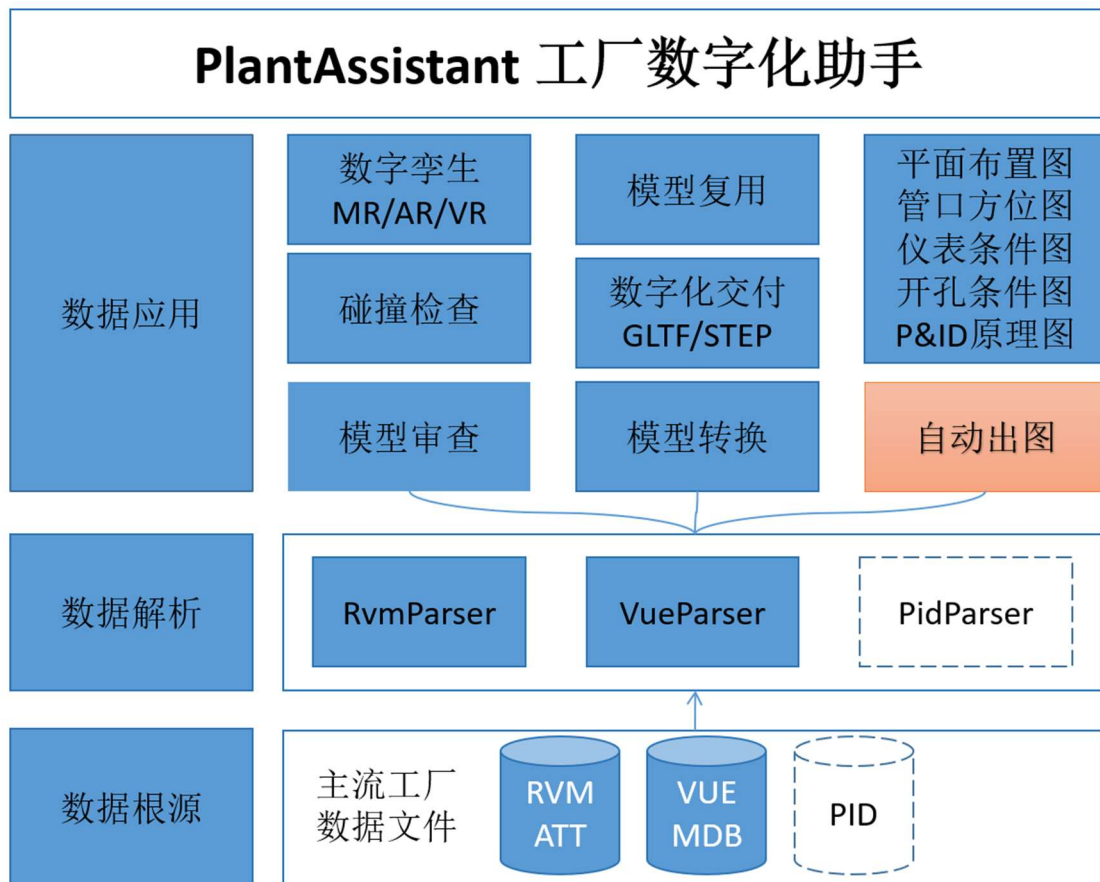 PlantAssistant 工厂数字化助手
数据应用
数字孪生
MR/AR/VR
模型复用
平面布置图
管口方位图
仪表条件图
开孔条件图
P&ID原理图
碰撞检查
数字化交付
GLTF/STEP
模型审查
模型转换
自动出图
数据解析
RvmParser
VueParser
PidParser
数据根源
主流工厂
数据文件
RVM
ATT
VUE
MDB
PID